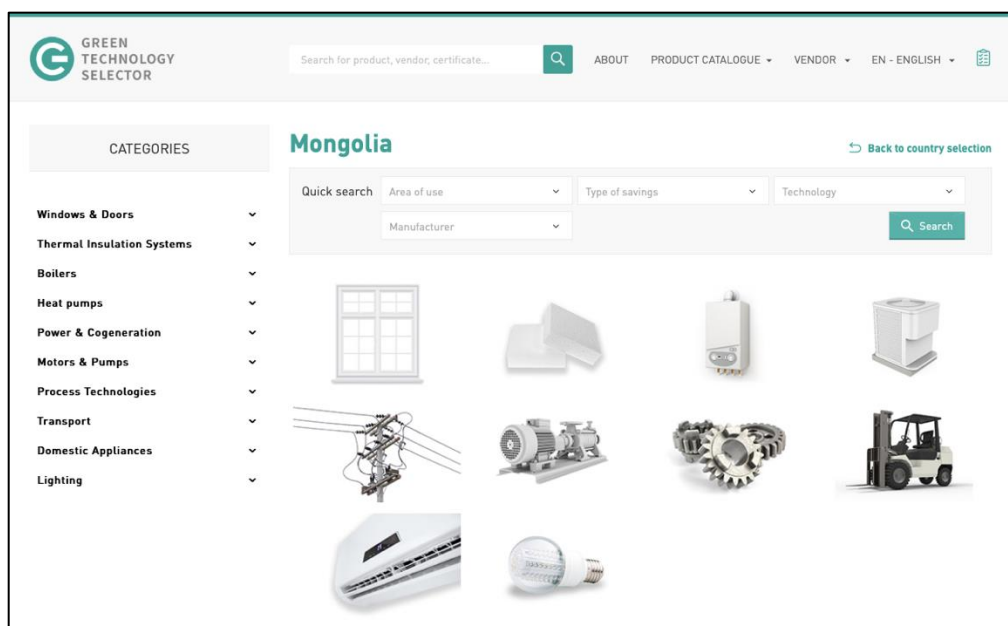 GREEN
TECHNOLOGY
SELECTOR
Search for product, vendor, certificate...
ABOUT
PRODUCT CATALOGUE
VENDOR
EN - ENGLISH
CATEGORIES
Windows & Doors
Thermal Insulation Systems
Boilers
Heat pumps
Power & Cogeneration
Motors & Pumps
Process Technologies
Transport
Domestic Appliances
Lighting
Mongolia
Back to country selection
Quick search
Area of use
Type of savings
Technology
Manufacturer
Search